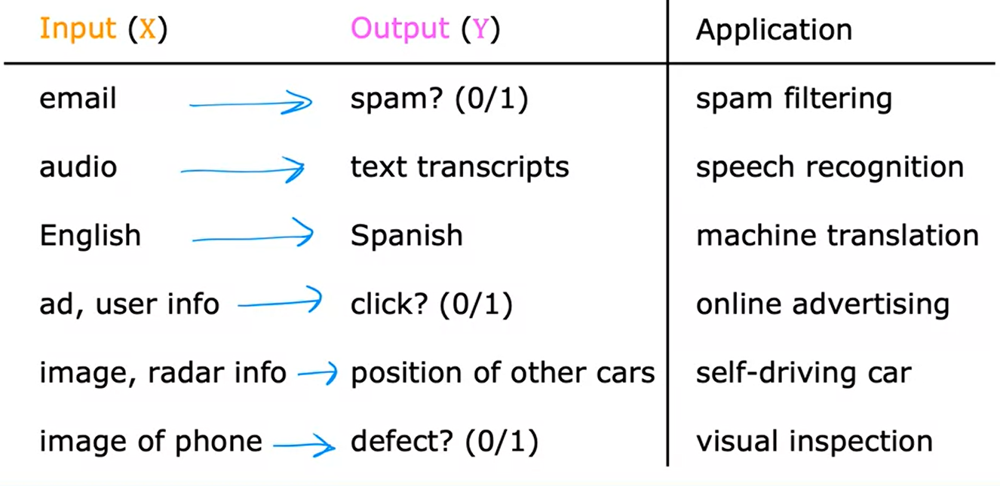 Input (X) Output (Y) Application
email spam? (0/1) spam filtering
audio text transcripts speech recognition
English Spanish machine translation
ad, user info click? (0/1) online advertising
image, radar info position of other cars self-driving car
image of phone defect? (0/1) visual inspection